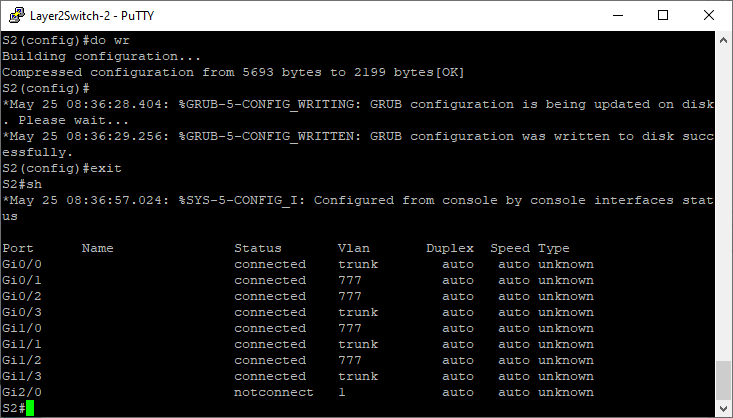 Layer2Switch-2 - PuTTY
S2(config)#do wr
Building configuration...
Compressed configuration from 5693 bytes to 2199 bytes[OK]
S2(config)#
*May 25 08:36:28.404: %GRUB-5-CONFIG_WRITING: GRUB configuration is being updated on disk
. Please wait...
*May 25 08:36:29.256: %GRUB-5-CONFIG_WRITTEN: GRUB configuration was written to disk succ
essfully.
S2(config)#exit
S2#sh
*May 25 08:36:57.024: %SYS-5-CONFIG_I: Configured from console by console interfaces stat
us
Port      Name               Status       Vlan       Duplex  Speed Type
Gi0/0                        connected    trunk        auto   auto unknown
Gi0/1                        connected    777          auto   auto unknown
Gi0/2                        connected    777          auto   auto unknown
Gi0/3                        connected    trunk        auto   auto unknown
Gi1/0                        connected    777          auto   auto unknown
Gi1/1                        connected    trunk        auto   auto unknown
Gi1/2                        connected    777          auto   auto unknown
Gi1/3                        connected    trunk        auto   auto unknown
Gi2/0                        notconnect   1            auto   auto unknown
S2#